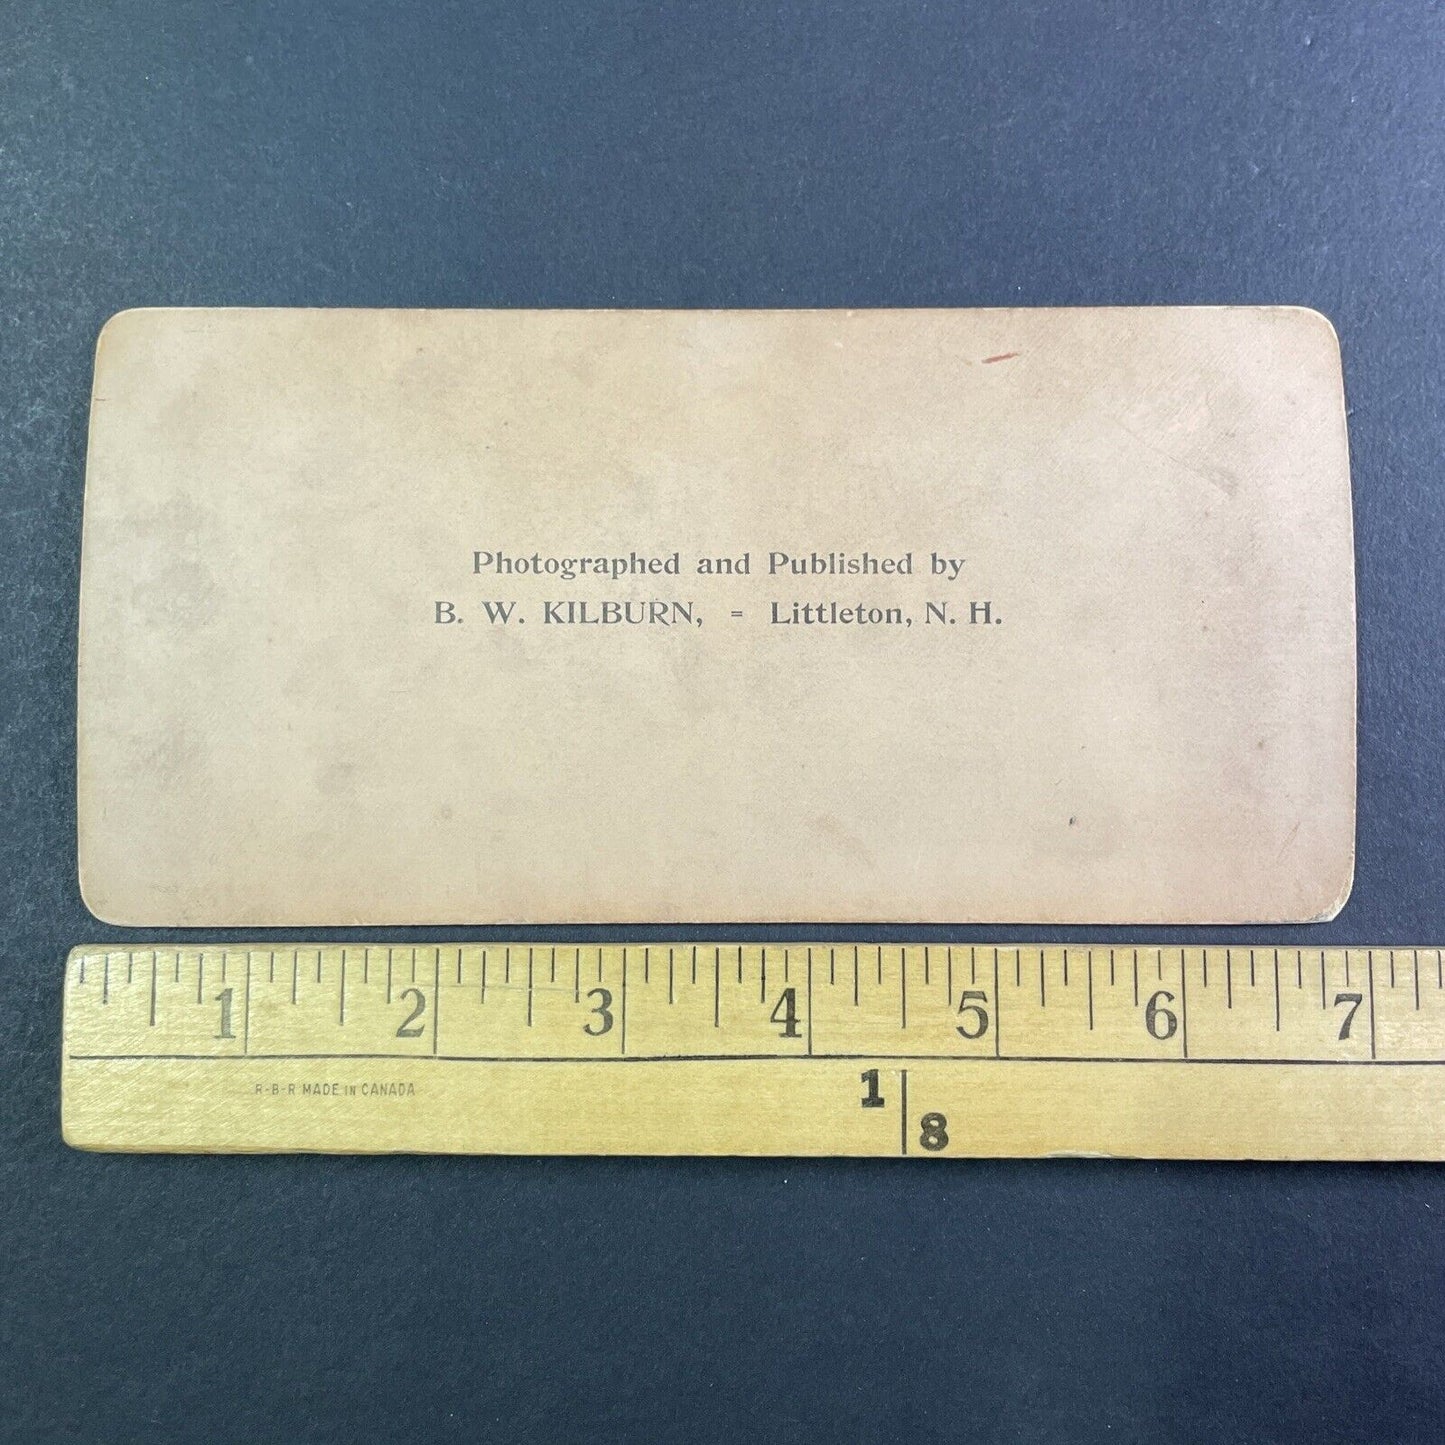 Photographed and Published by
B. W. KILBURN, = Littleton, N. H.
1 2 3 4 5 6 7
R-B-R MADE IN CANADA
1
8